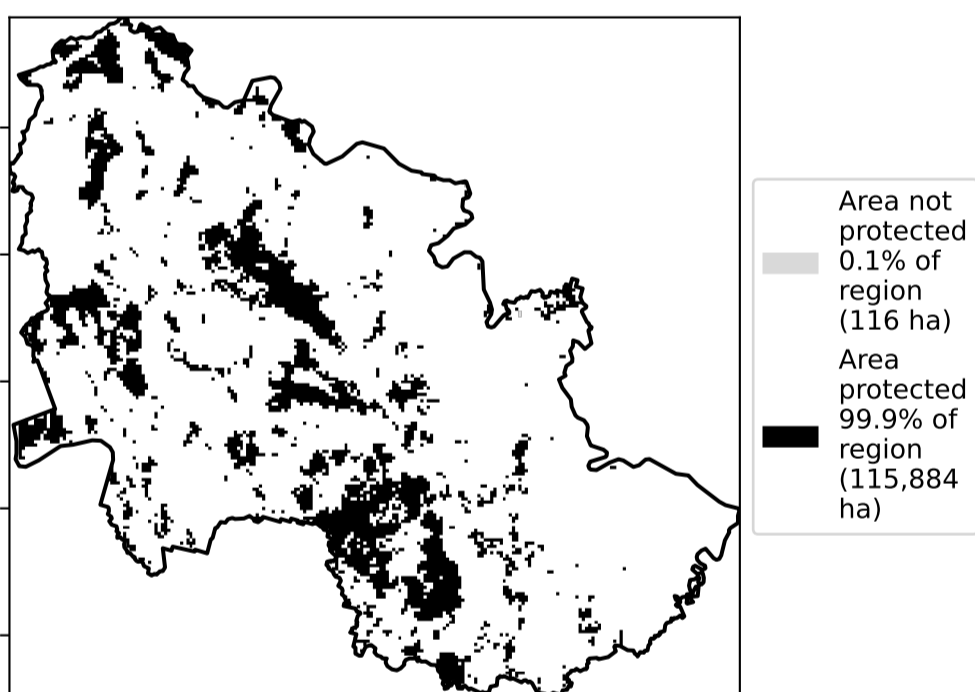 Area not
protected
0.1% of
region
(116 ha)
Area
protected
99.9% of
region
(115,884
ha)